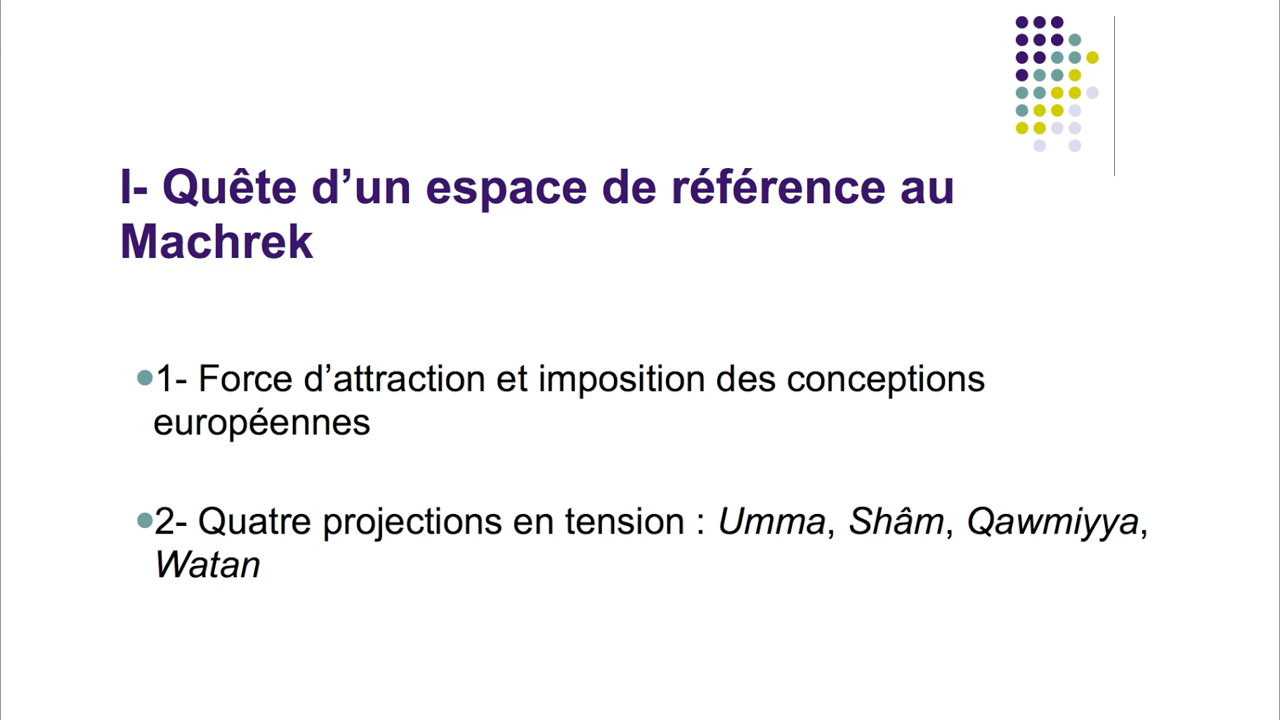 I- Quête d’un espace de référence au
Machrek
1- Force d’attraction et imposition des conceptions
européennes
2- Quatre projections en tension : Umma, Shâm, Qawmiyya,
Watan